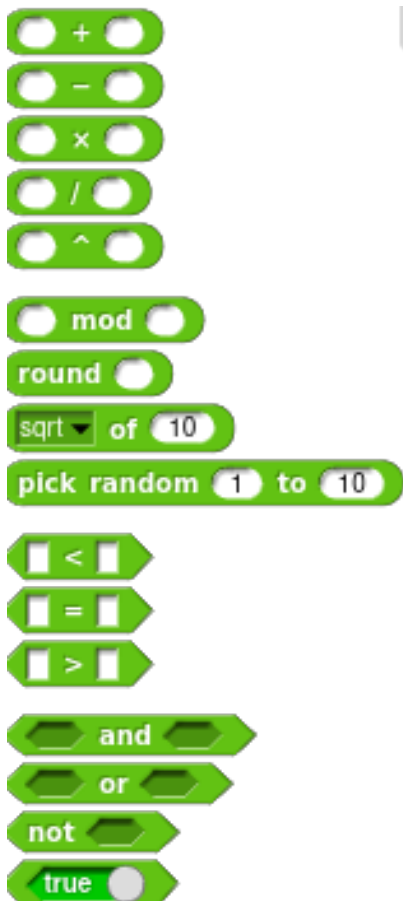 +
−
×
/
^
mod
round
sqrt of 10
pick random 1 to 10
<
=
>
and
or
not
true